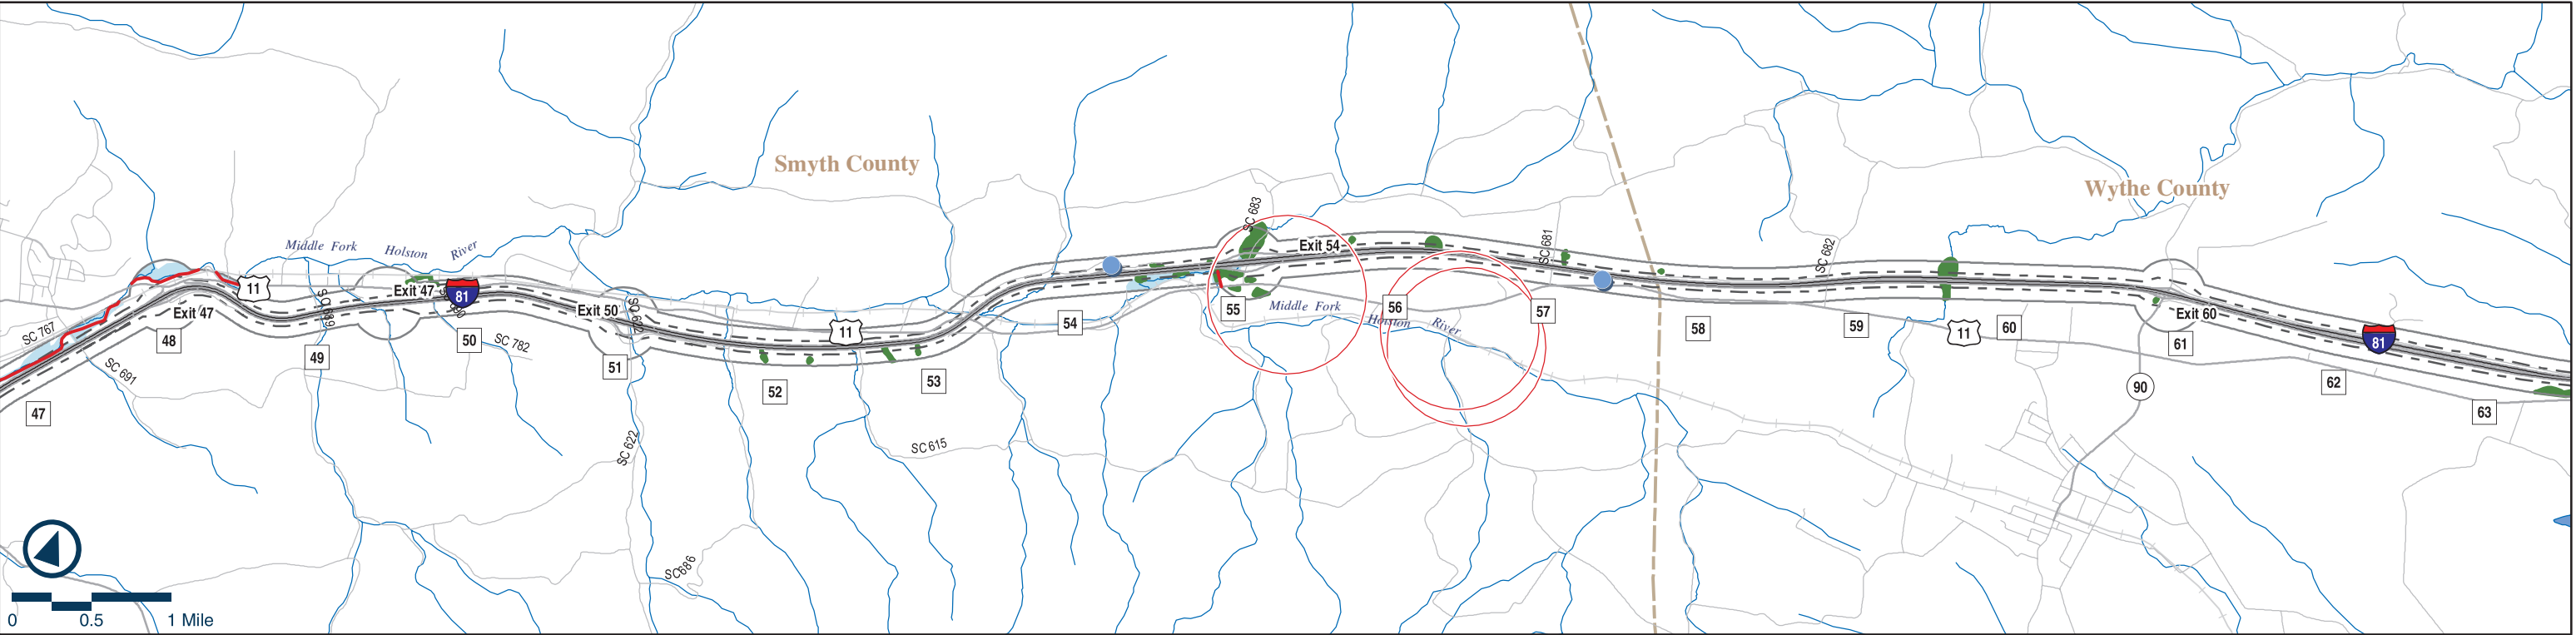 Smyth County
Wythe County
SC 683
SC 681
SC 682
Middle Fork Holston River
Exit 54
11
Exit 47
81
Exit 47
Exit 50
SC 689
SC 767
48
SC 691
49
50
SC 782
51
11
52
53
54
55
Middle Fork Holston River
56
57
58
59
11
60
Exit 60
61
81
90
62
63
47
SC 622
SC 615
SC 686
0 0.5 1 Mile